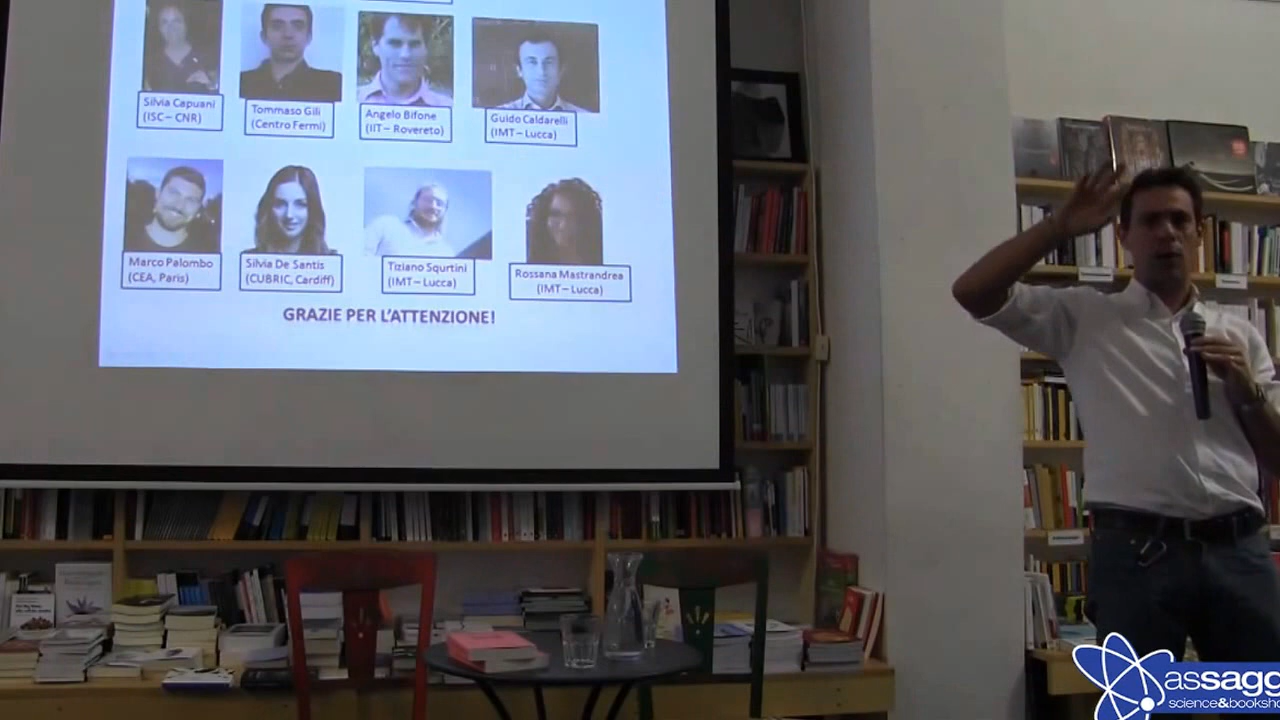 Silvia Capuani
(ISC – CNR)
Tommaso Gili
(Centro Fermi)
Angelo Bifone
(IIT – Rovereto)
Guido Caldarelli
(IMT – Lucca)
Marco Palombo
(CEA, Paris)
Silvia De Santis
(CUBRIC, Cardiff)
Tiziano Squrtini
(IMT – Lucca)
Rossana Mastrandrea
(IMT – Lucca)
GRAZIE PER L'ATTENZIONE!
assagg
science&booksho